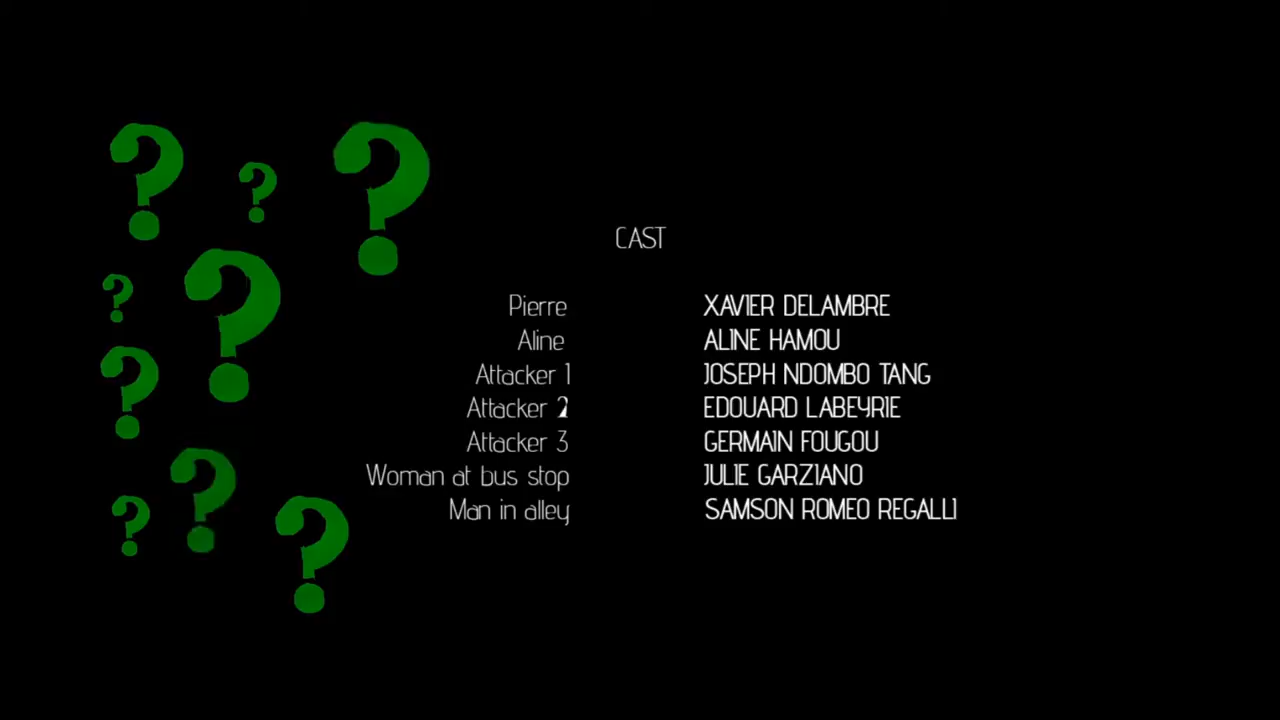 CAST
Pierre XAVIER DELAMBRE
Aline ALINE HAMOU
Attacker 1 JOSEPH NDOMBO TANG
Attacker 2 EDOUARD LABEYRIE
Attacker 3 GERMAIN FOUGOU
Woman at bus stop JULIE GARZIANO
Man in alley SAMSON ROMEO REGALLI
? ? ?
? ?
?
? ? ?